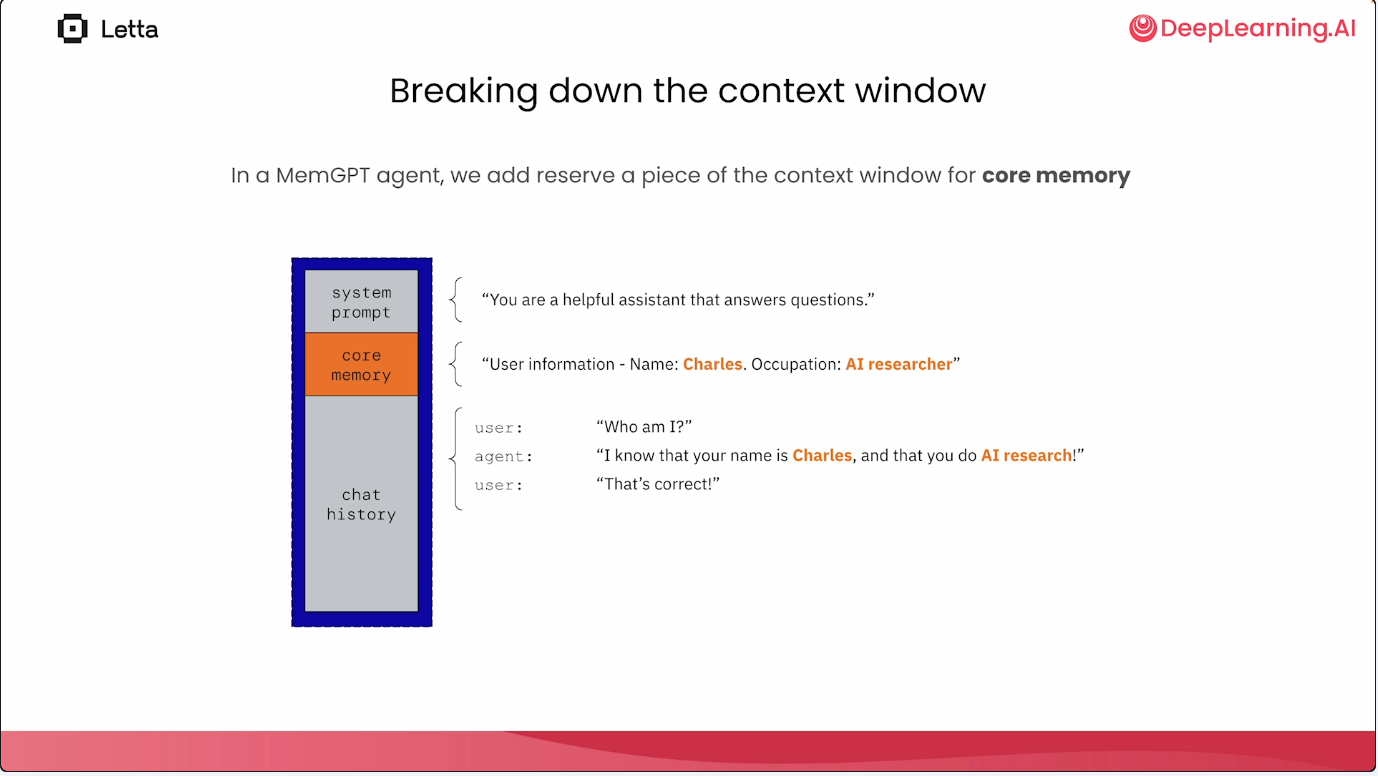 Letta
DeepLearning.AI
Breaking down the context window
In a MemGPT agent, we add reserve a piece of the context window for core memory
system
prompt
“You are a helpful assistant that answers questions.”
core
memory
“User information - Name: Charles. Occupation: AI researcher”
chat
history
user: “Who am I?”
agent: “I know that your name is Charles, and that you do AI research!”
user: “That’s correct!”